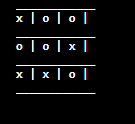 x | o | o |
o | o | x |
x | x | o |